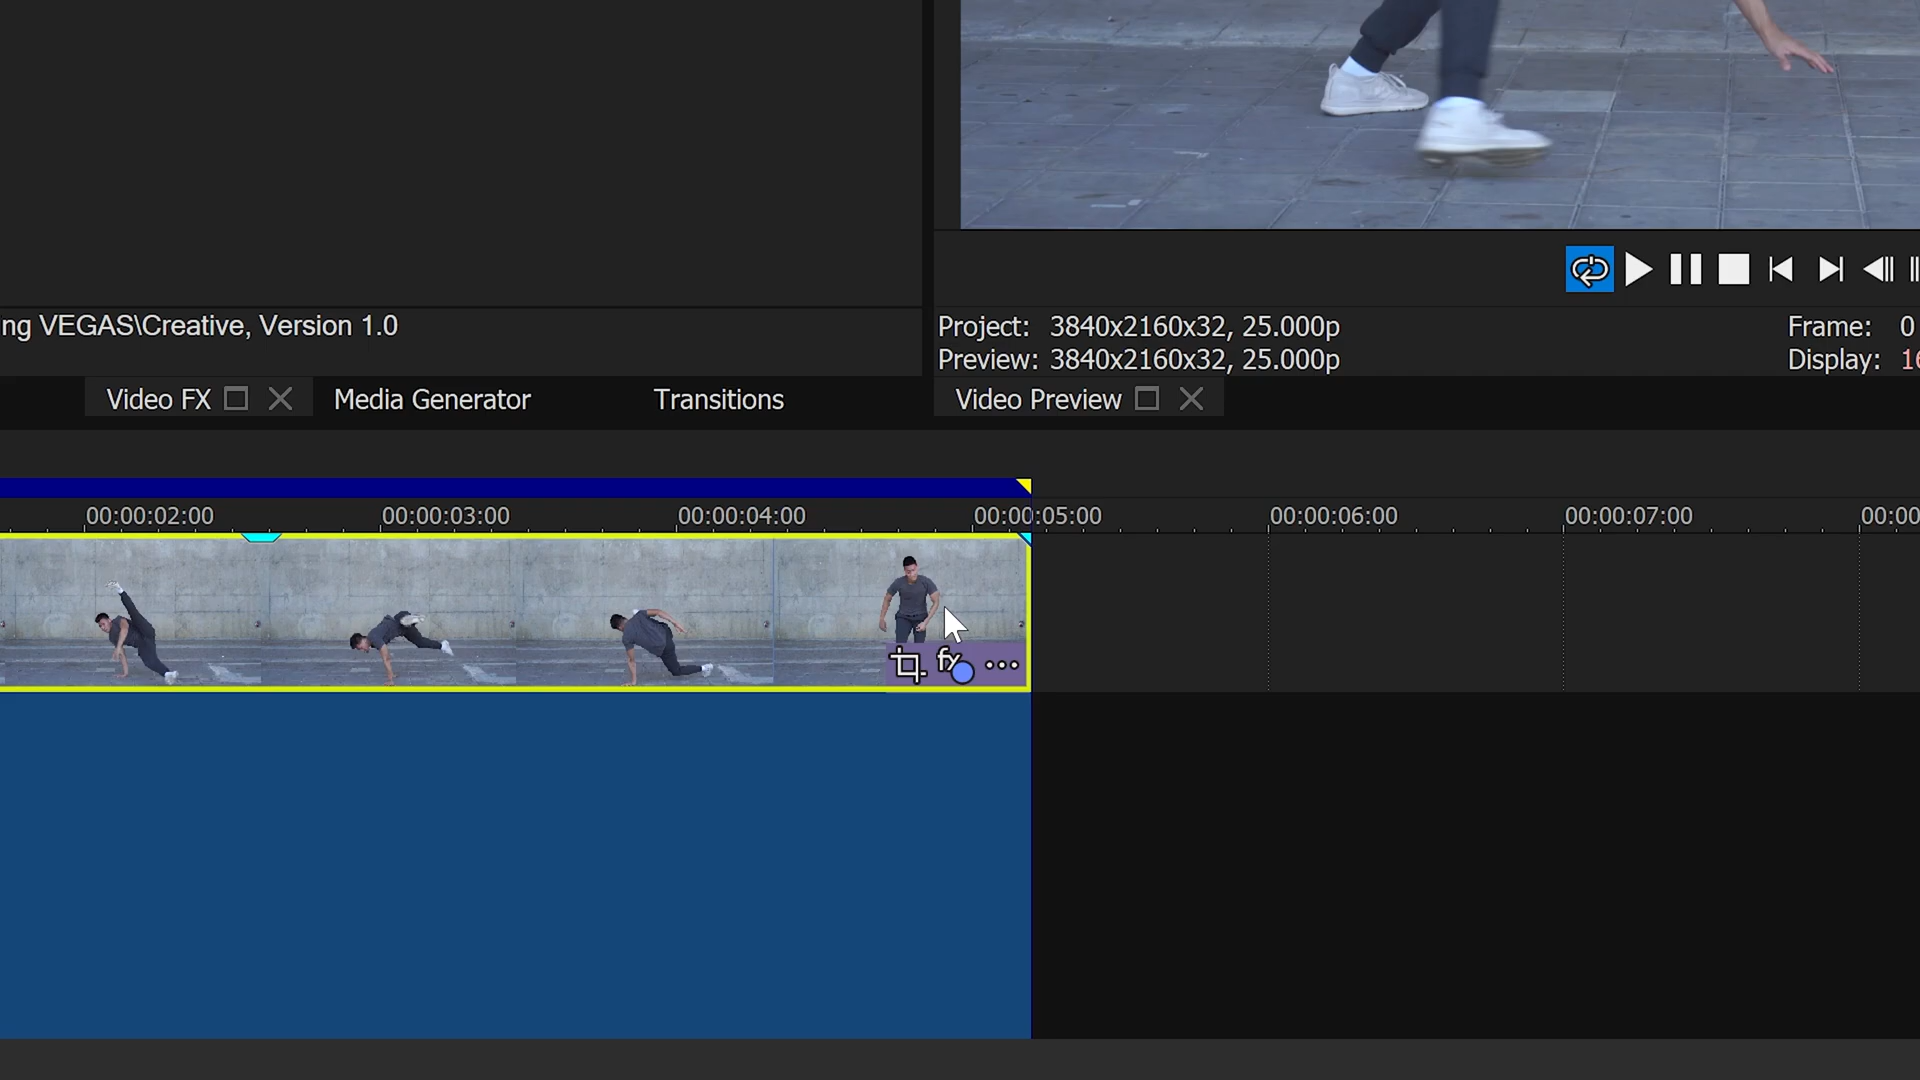 ng VEGAS\Creative, Version 1.0
Project: 3840x2160x32, 25.000p
Frame: 0
Preview: 3840x2160x32, 25.000p
Display: 16
Video FX
Media Generator
Transitions
Video Preview
00:00:02:00 00:00:03:00 00:00:04:00 00:00:05:00 00:00:06:00 00:00:07:00 00:00
fx